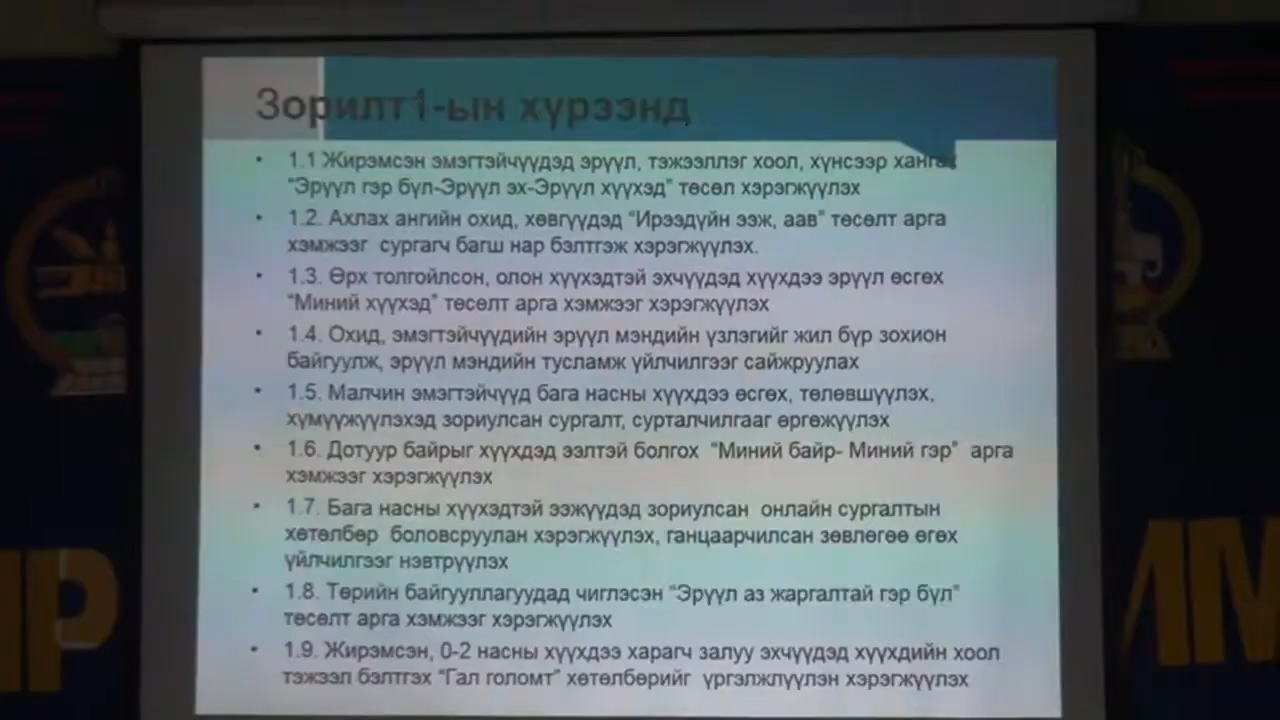 Зорилт1-ын хүрээнд
• 1.1 Жирэмсэн эмэгтэйчүүдэд эрүүл, тэжээллэг хоол, хүнсээр хангах
“Эрүүл гэр бүл-Эрүүл эх-Эрүүл хүүхэд” төсөл хэрэгжүүлэх
• 1.2. Ахлах ангийн охид, хөвгүүдэд “Ирээдүйн ээж, аав” төсөлт арга
хэмжээг сургагч багш нар бэлтгэж хэрэгжүүлэх.
• 1.3. Өрх толгойлсон, олон хүүхэдтэй эхчүүдэд хүүхдээ эрүүл өсгөх
“Миний хүүхэд” төсөлт арга хэмжээг хэрэгжүүлэх
• 1.4. Охид, эмэгтэйчүүдийн эрүүл мэндийн үзлэгийг жил бүр зохион
байгуулж, эрүүл мэндийн тусламж үйлчилгээг сайжруулах
• 1.5. Малчин эмэгтэйчүүд бага насны хүүхдээ өсгөх, төлөвшүүлэх,
хүмүүжүүлэхэд зориулсан сургалт, сурталчилгааг өргөжүүлэх
• 1.6. Дотуур байрыг хүүхдэд ээлтэй болгох “Миний байр- Миний гэр” арга
хэмжээг хэрэгжүүлэх
• 1.7. Бага насны хүүхэдтэй ээжүүдэд зориулсан онлайн сургалтын
хөтөлбөр боловсруулан хэрэгжүүлэх, ганцаарчилсан зөвлөгөө өгөх
үйлчилгээг нэвтрүүлэх
• 1.8. Төрийн байгууллагуудад чиглэсэн “Эрүүл аз жаргалтай гэр бүл”
төсөлт арга хэмжээг хэрэгжүүлэх
• 1.9. Жирэмсэн, 0-2 насны хүүхдээ харагч залуу эхчүүдэд хүүхдийн хоол
тэжээл бэлтгэх “Гал голомт” хөтөлбөрийг үргэлжлүүлэн хэрэгжүүлэх